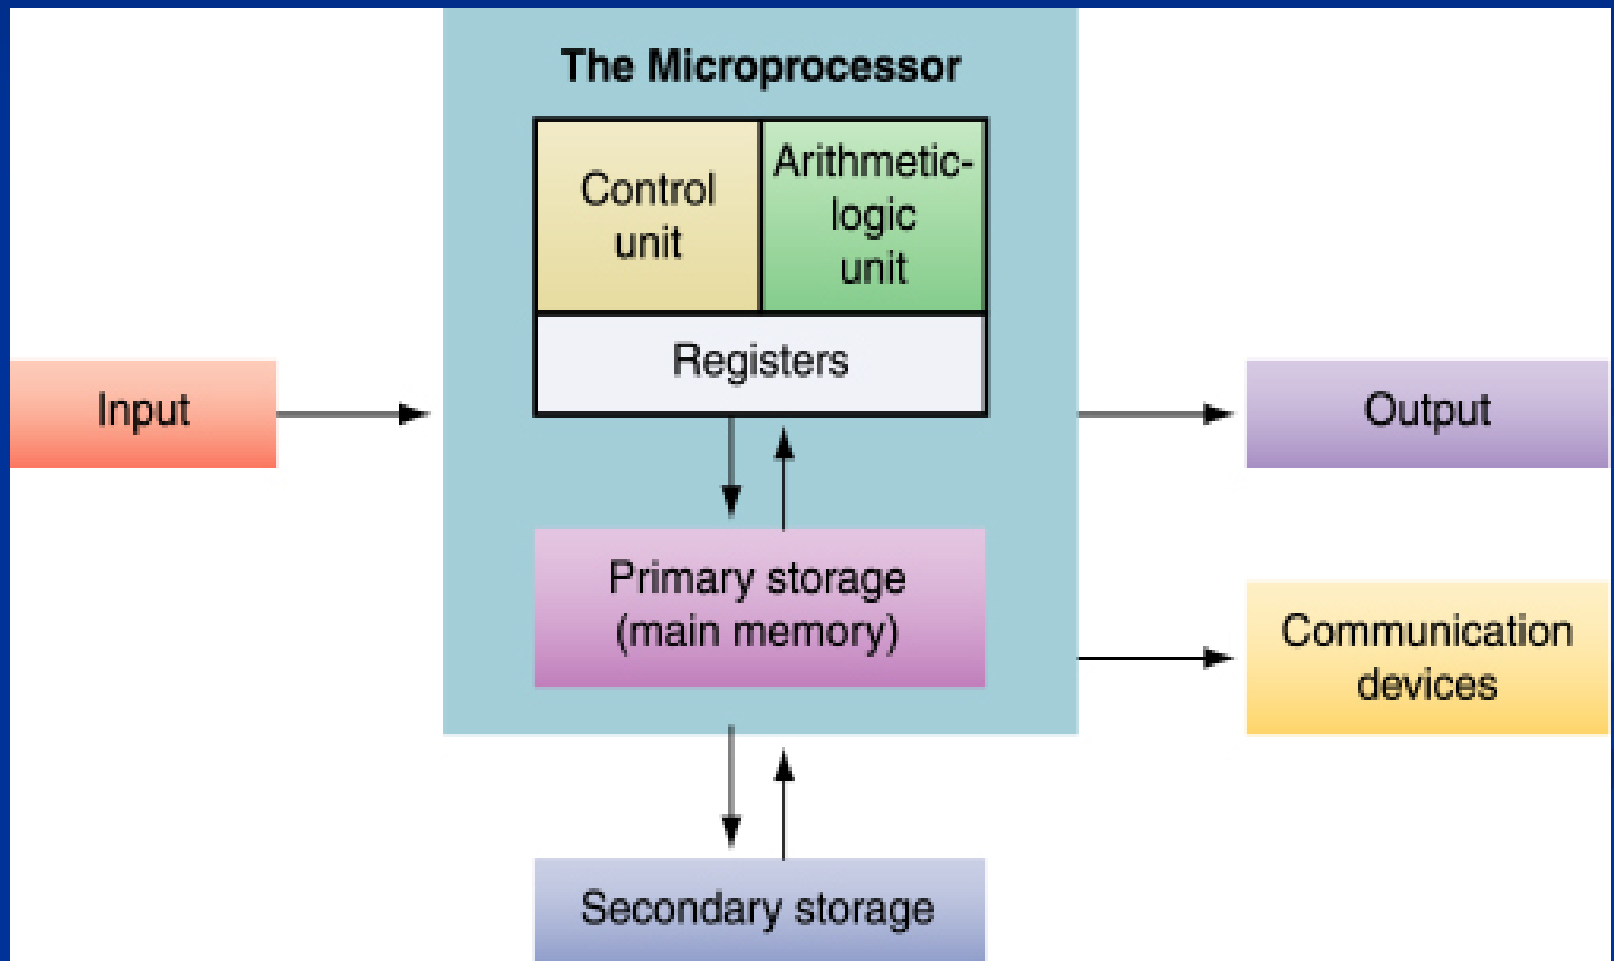 The Microprocessor
Control
unit
Arithmetic-
logic
unit
Registers
Input
Output
Primary storage
(main memory)
Communication
devices
Secondary storage